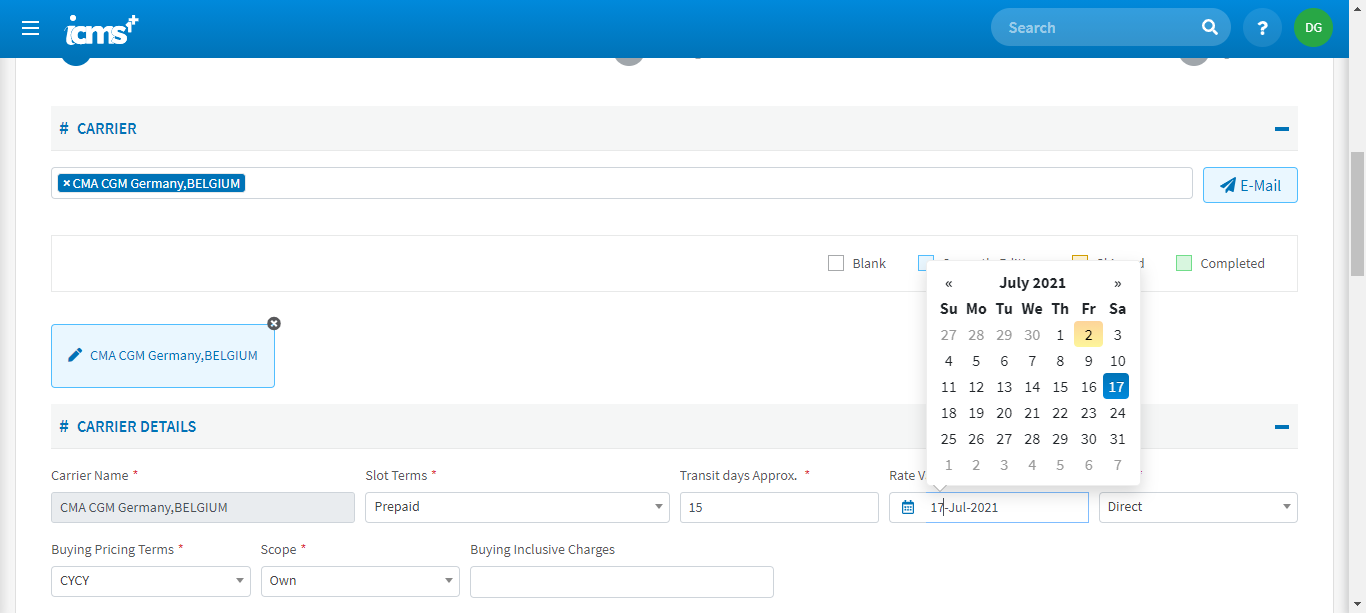 icms+
Search
?
DG
# CARRIER
× CMA CGM Germany,BELGIUM
E-Mail
Blank
Completed
CMA CGM Germany,BELGIUM
« July 2021 »
Su Mo Tu We Th Fr Sa
27 28 29 30 1 2 3
4 5 6 7 8 9 10
11 12 13 14 15 16 17
18 19 20 21 22 23 24
25 26 27 28 29 30 31
1 2 3 4 5 6 7
# CARRIER DETAILS
Carrier Name * Slot Terms * Transit days Approx. * Rate
CMA CGM Germany,BELGIUM Prepaid 15 17-Jul-2021 Direct
Buying Pricing Terms * Scope * Buying Inclusive Charges
CYCY Own